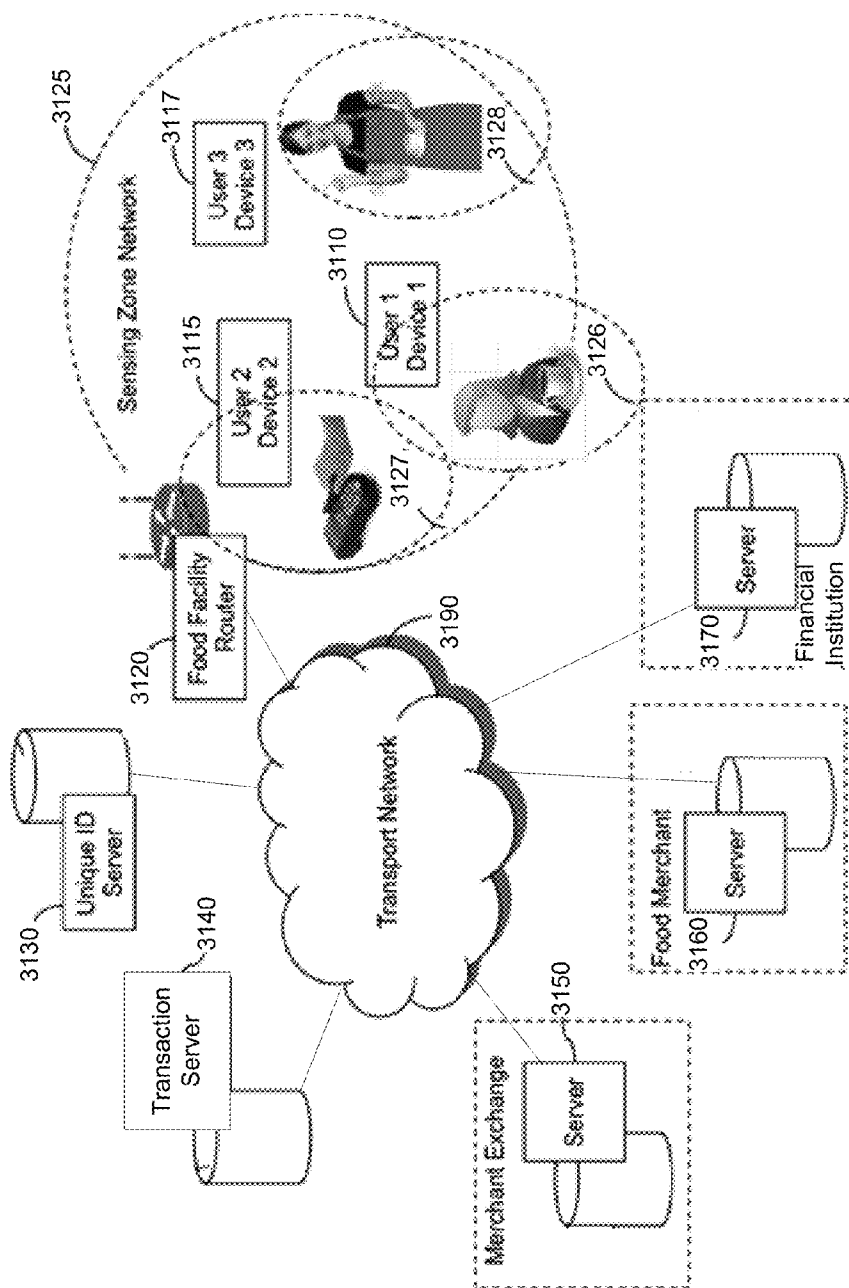 3125
Sensing Zone Network
3117
User 3
Device 3
3128
3115
User 2
Device 2
3110
User 1
Device 1
3127
3126
3120
Food Facility
Router
3130
Unique ID
Server
3140
Transaction
Server
Transport Network
3190
Merchant Exchange
3150
Server
Food Merchant
3160
Server
3170
Server
Financial
Institution